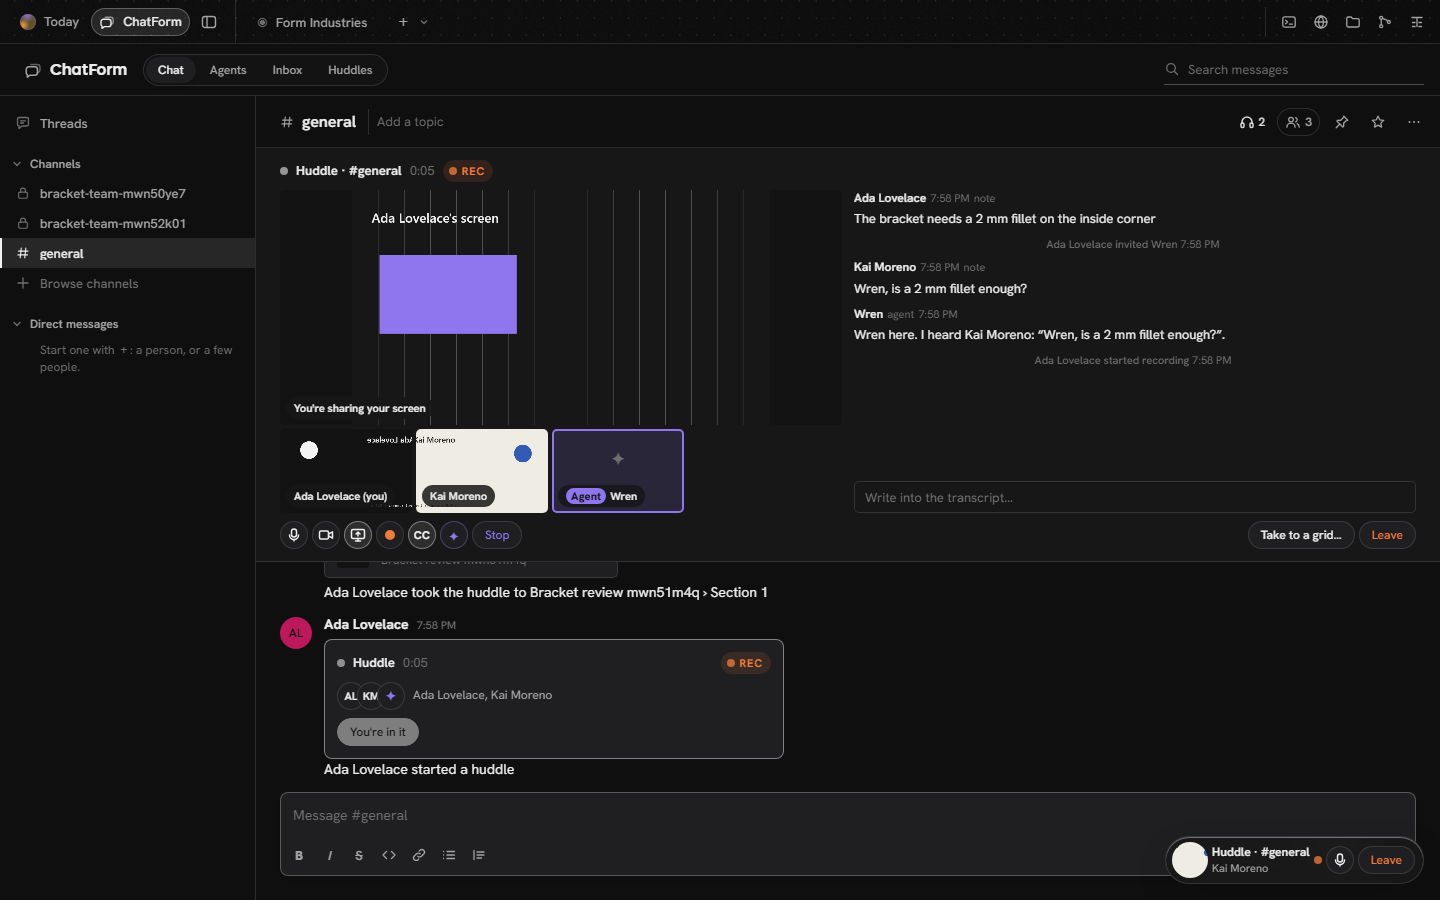 Today
ChatForm
Form Industries
ChatForm
Chat
Agents
Inbox
Huddles
Search messages
Threads
Channels
bracket-team-mwn50ye7
bracket-team-mwn52k01
general
Browse channels
Direct messages
Start one with + : a person, or a few
people.
# general
Add a topic
2
3
Huddle · #general 0:05 REC
Ada Lovelace's screen
You're sharing your screen
Ada Lovelace (you)
Kai Moreno
Kai Moreno
Agent Wren
Ada Lovelace 7:58 PM note
The bracket needs a 2 mm fillet on the inside corner
Ada Lovelace invited Wren 7:58 PM
Kai Moreno 7:58 PM note
Wren, is a 2 mm fillet enough?
Wren agent 7:58 PM
Wren here. I heard Kai Moreno: “Wren, is a 2 mm fillet enough?”.
Ada Lovelace started recording 7:58 PM
Write into the transcript...
CC
Stop
Take to a grid...
Leave
Ada Lovelace took the huddle to Bracket review mwn51m4q › Section 1
AL
Ada Lovelace 7:58 PM
Huddle 0:05
REC
AL KM Ada Lovelace, Kai Moreno
You're in it
Ada Lovelace started a huddle
Message #general
B I S
Huddle · #general
Kai Moreno
Leave